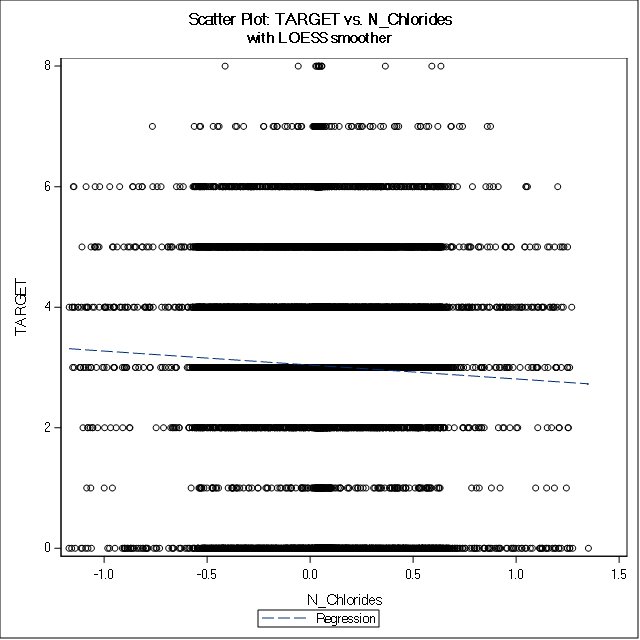 Scatter Plot: TARGET vs. N_Chlorides
with LOESS smoother
8
6
4
2
0
TARGET
-1.0 -0.5 0.0 0.5 1.0 1.5
N_Chlorides
Regression